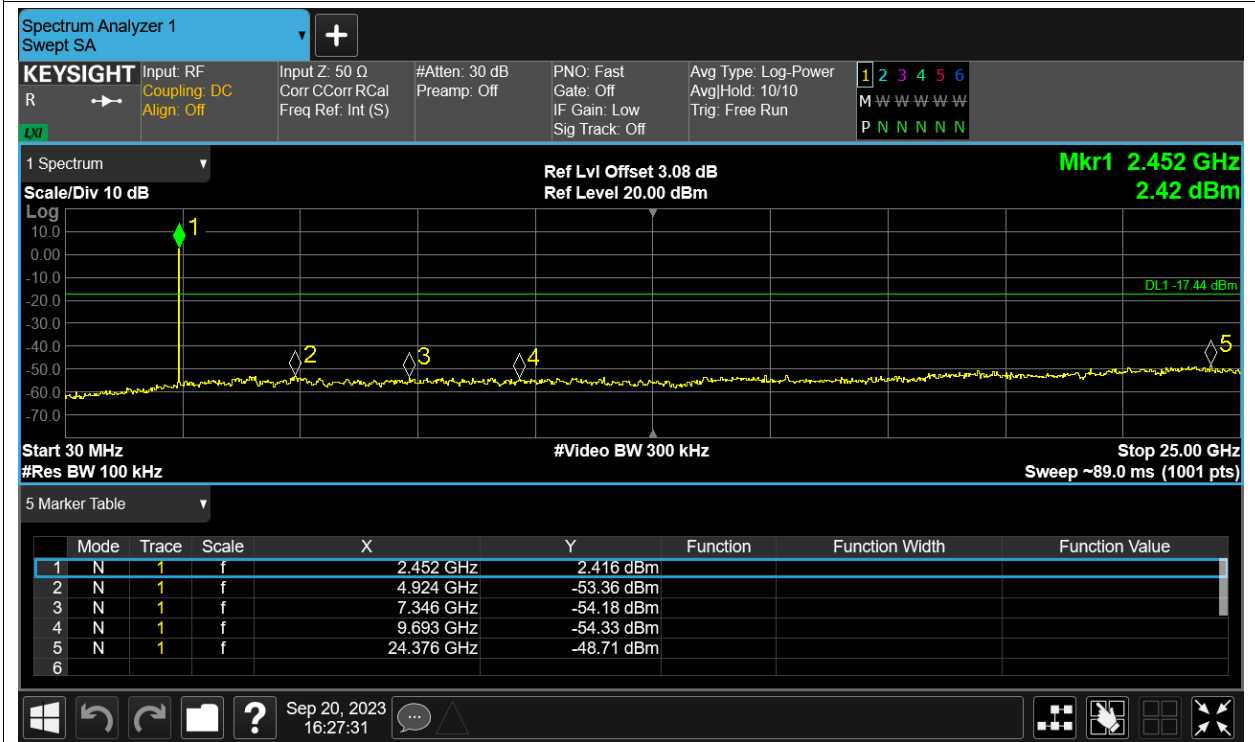 Spectrum Analyzer 1
Swept SA
+
KEYSIGHT
R
LXI
Input: RF
Coupling: DC
Align: Off
Input Z: 50 Ω
Corr CCorr RCal
Freq Ref: Int (S)
#Atten: 30 dB
Preamp: Off
PNO: Fast
Gate: Off
IF Gain: Low
Sig Track: Off
Avg Type: Log-Power
Avg|Hold: 10/10
Trig: Free Run
1 2 3 4 5 6
M W W W W W
P N N N N N
1 Spectrum
Scale/Div 10 dB
Ref Lvl Offset 3.08 dB
Ref Level 20.00 dBm
Mkr1 2.452 GHz
2.42 dBm
Log
10.0
0.00
-10.0
-20.0
-30.0
-40.0
-50.0
-60.0
-70.0
1
2
3
4
5
DL1 -17.44 dBm
Start 30 MHz
#Video BW 300 kHz
Stop 25.00 GHz
#Res BW 100 kHz
Sweep ~89.0 ms (1001 pts)
5 Marker Table
Mode Trace Scale X Y Function Function Width Function Value
1 N 1 f 2.452 GHz 2.416 dBm
2 N 1 f 4.924 GHz -53.36 dBm
3 N 1 f 7.346 GHz -54.18 dBm
4 N 1 f 9.693 GHz -54.33 dBm
5 N 1 f 24.376 GHz -48.71 dBm
6
?
Sep 20, 2023
16:27:31